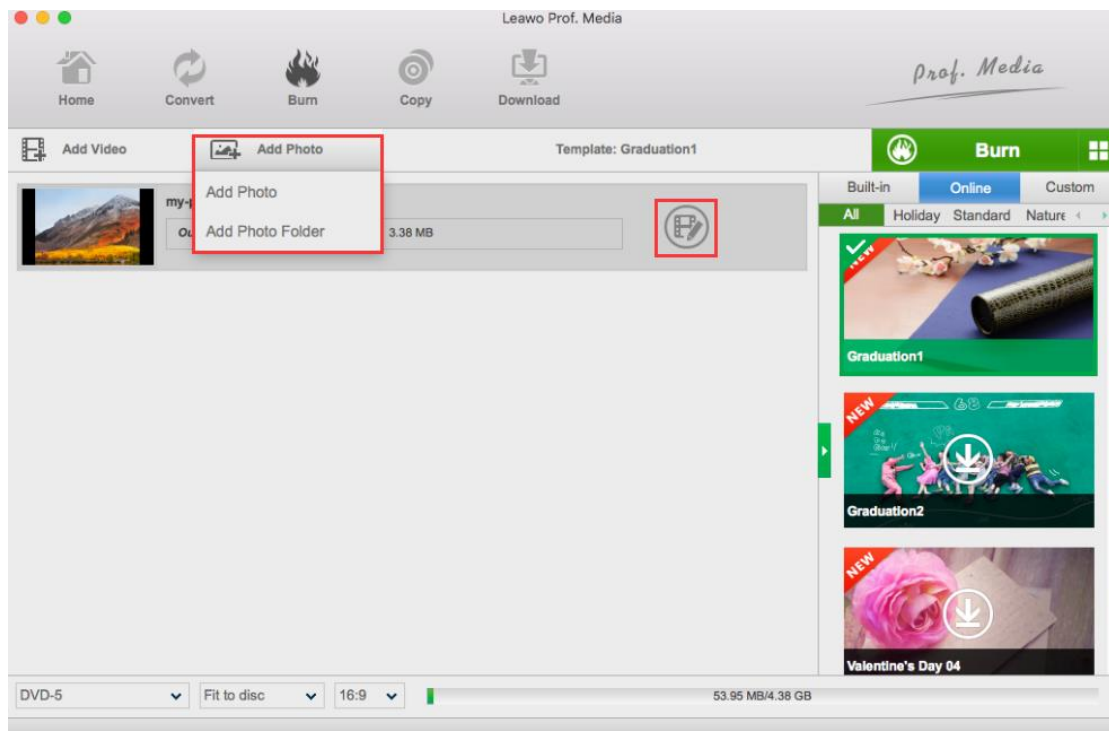 Leawo Prof. Media
Home Convert Burn Copy Download
Prof. Media
Add Video Add Photo Template: Graduation1 Burn
Add Photo
Add Photo Folder
3.38 MB
Built-in Online Custom
All Holiday Standard Nature
NEW
Graduation1
NEW
Graduation2
NEW
Valentine's Day 04
DVD-5 Fit to disc 16:9 53.95 MB/4.38 GB